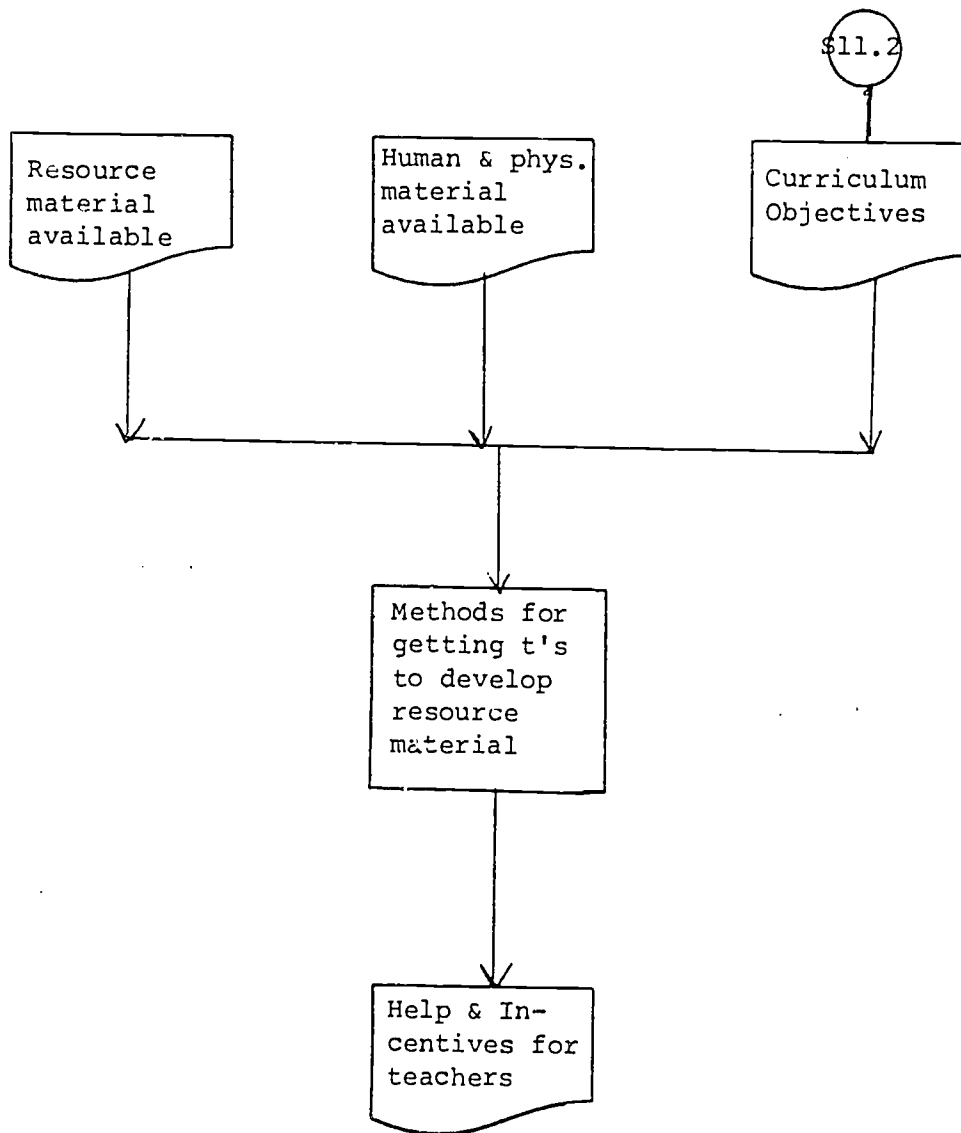 S11.2
Resource
material
available
Human & phys.
material
available
Curriculum
Objectives
Methods for
getting t's
to develop
resource
material
Help & In-
centives for
teachers